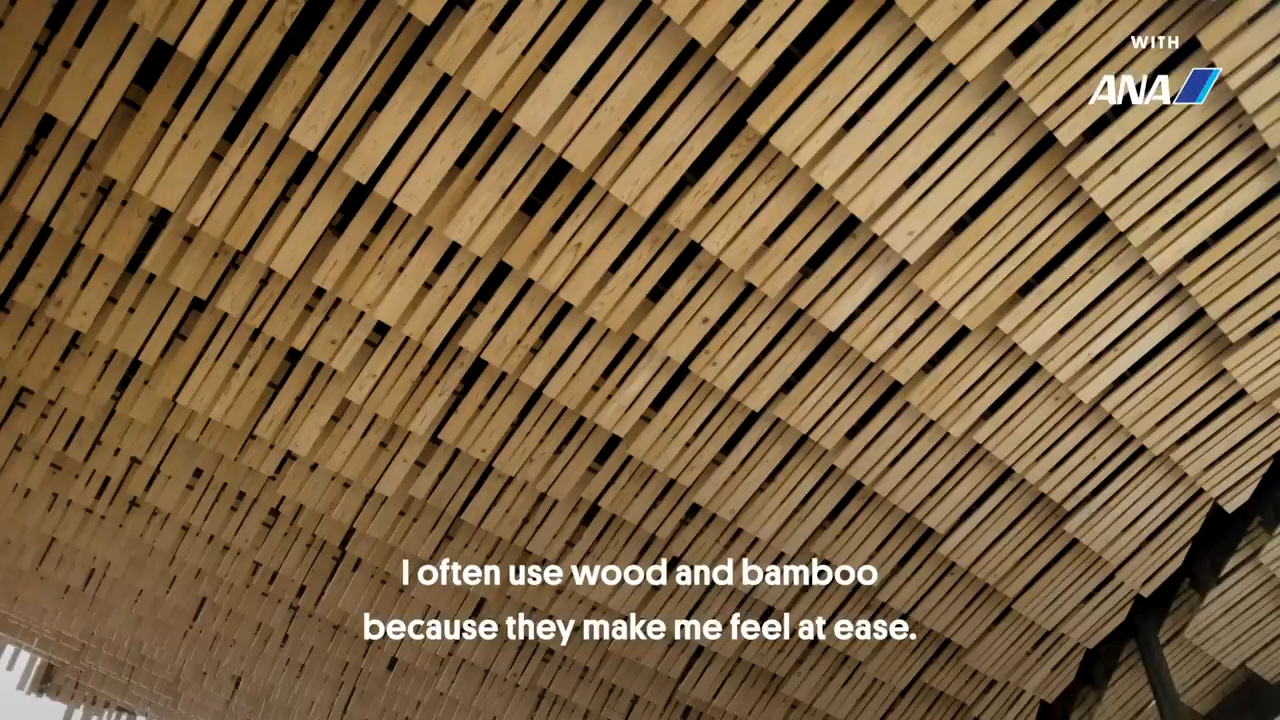 WITH
ANA
I often use wood and bamboo
because they make me feel at ease.